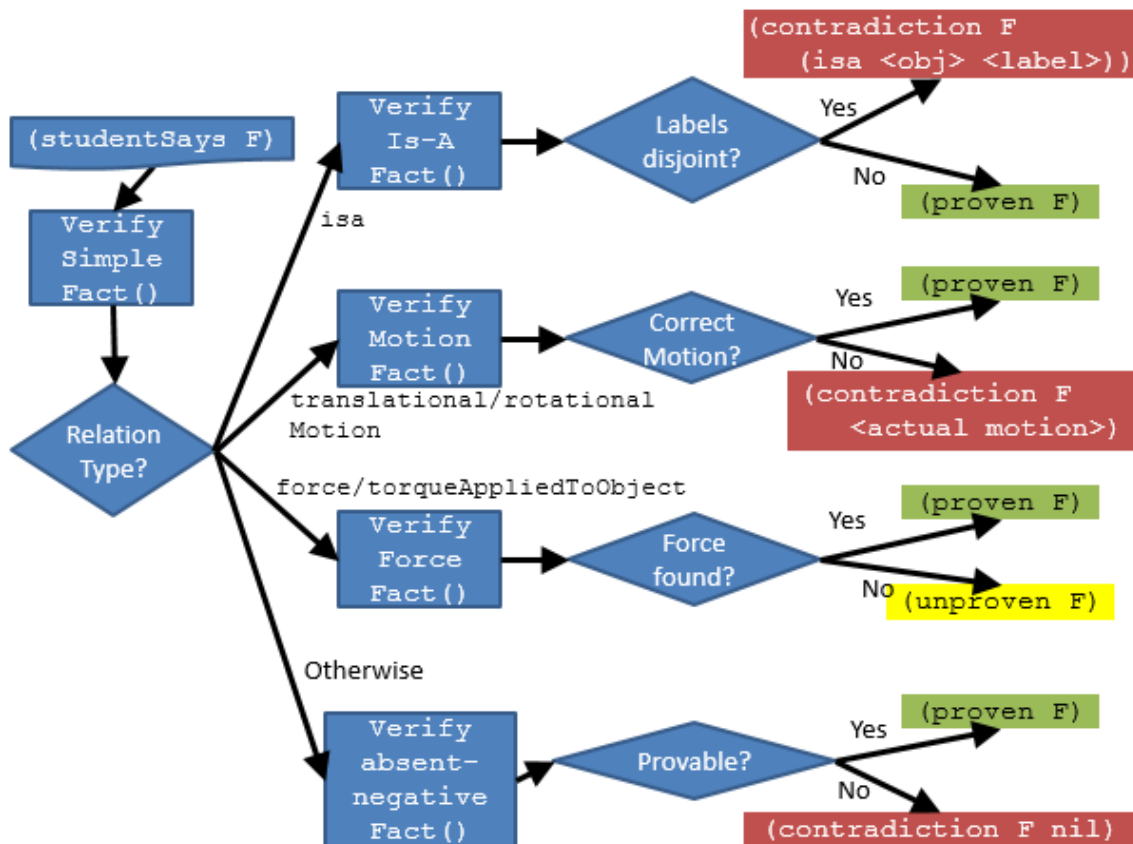 (studentSays F)
Verify
Simple
Fact()
Relation
Type?
isa
Verify
Is-A
Fact()
Labels
disjoint?
Yes
(contradiction F
(isa <obj> <label>))
No
(proven F)
translational/rotational
Motion
Verify
Motion
Fact()
Correct
Motion?
Yes
(proven F)
No
(contradiction F
<actual motion>)
force/torqueAppliedToObject
Verify
Force
Fact()
Force
found?
Yes
(proven F)
No
(unproven F)
Otherwise
Verify
absent-
negative
Fact()
Provable?
Yes
(proven F)
No
(contradiction F nil)